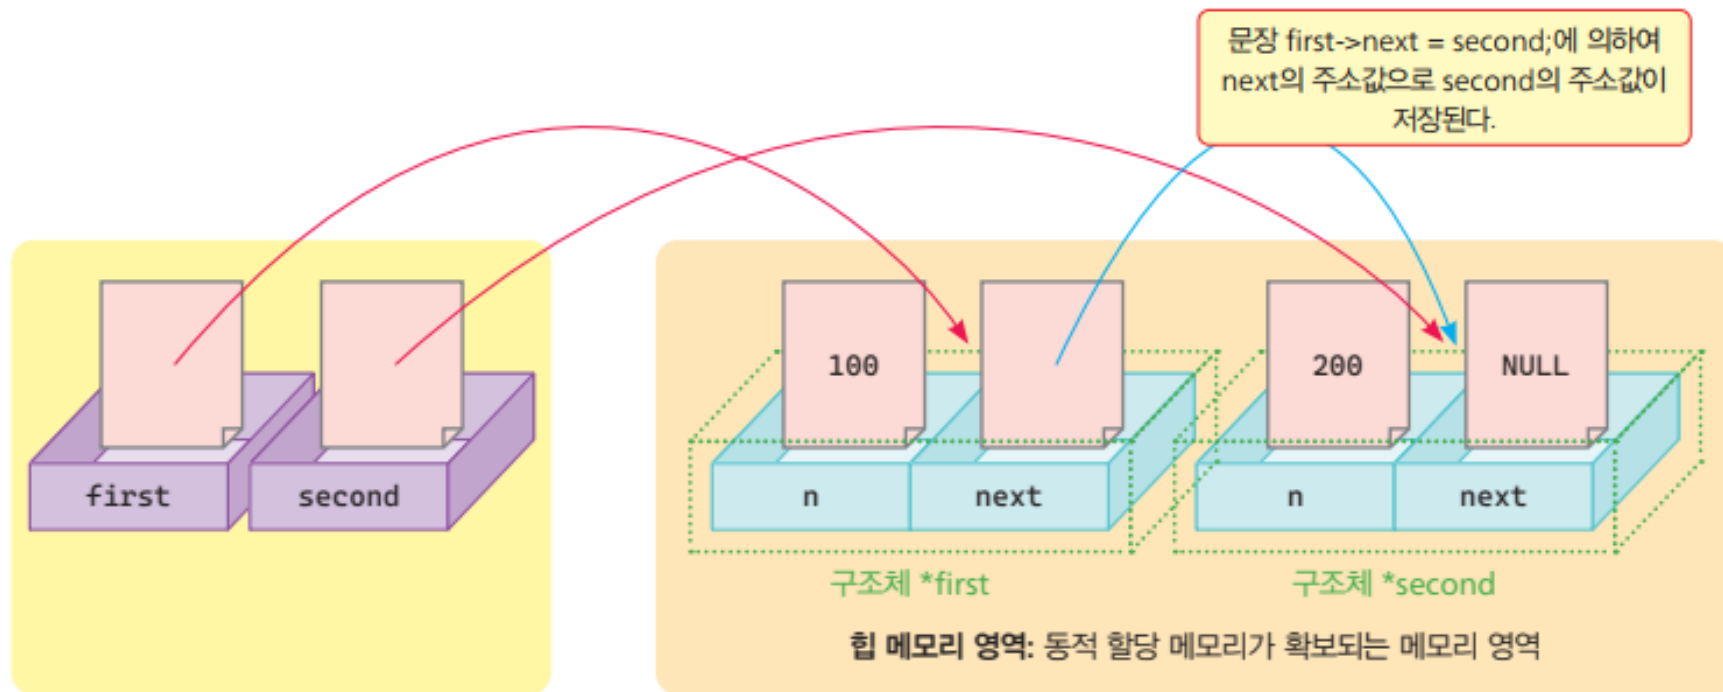 문장 first->next = second;에 의하여
next의 주소값으로 second의 주소값이
저장된다.
100
200
NULL
first
second
n
next
n
next
구조체 *first
구조체 *second
힙 메모리 영역: 동적 할당 메모리가 확보되는 메모리 영역